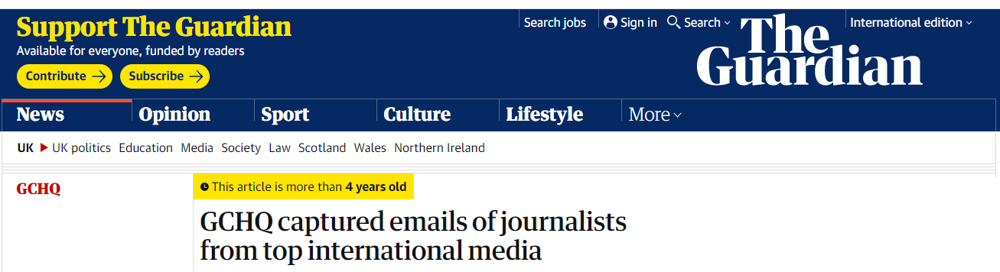 Support The Guardian
Available for everyone, funded by readers
Contribute
Subscribe
Search jobs
Sign in
Search
International edition
The
Guardian
News
Opinion
Sport
Culture
Lifestyle
More
UK
UK politics
Education
Media
Society
Law
Scotland
Wales
Northern Ireland
GCHQ
This article is more than 4 years old
GCHQ captured emails of journalists
from top international media